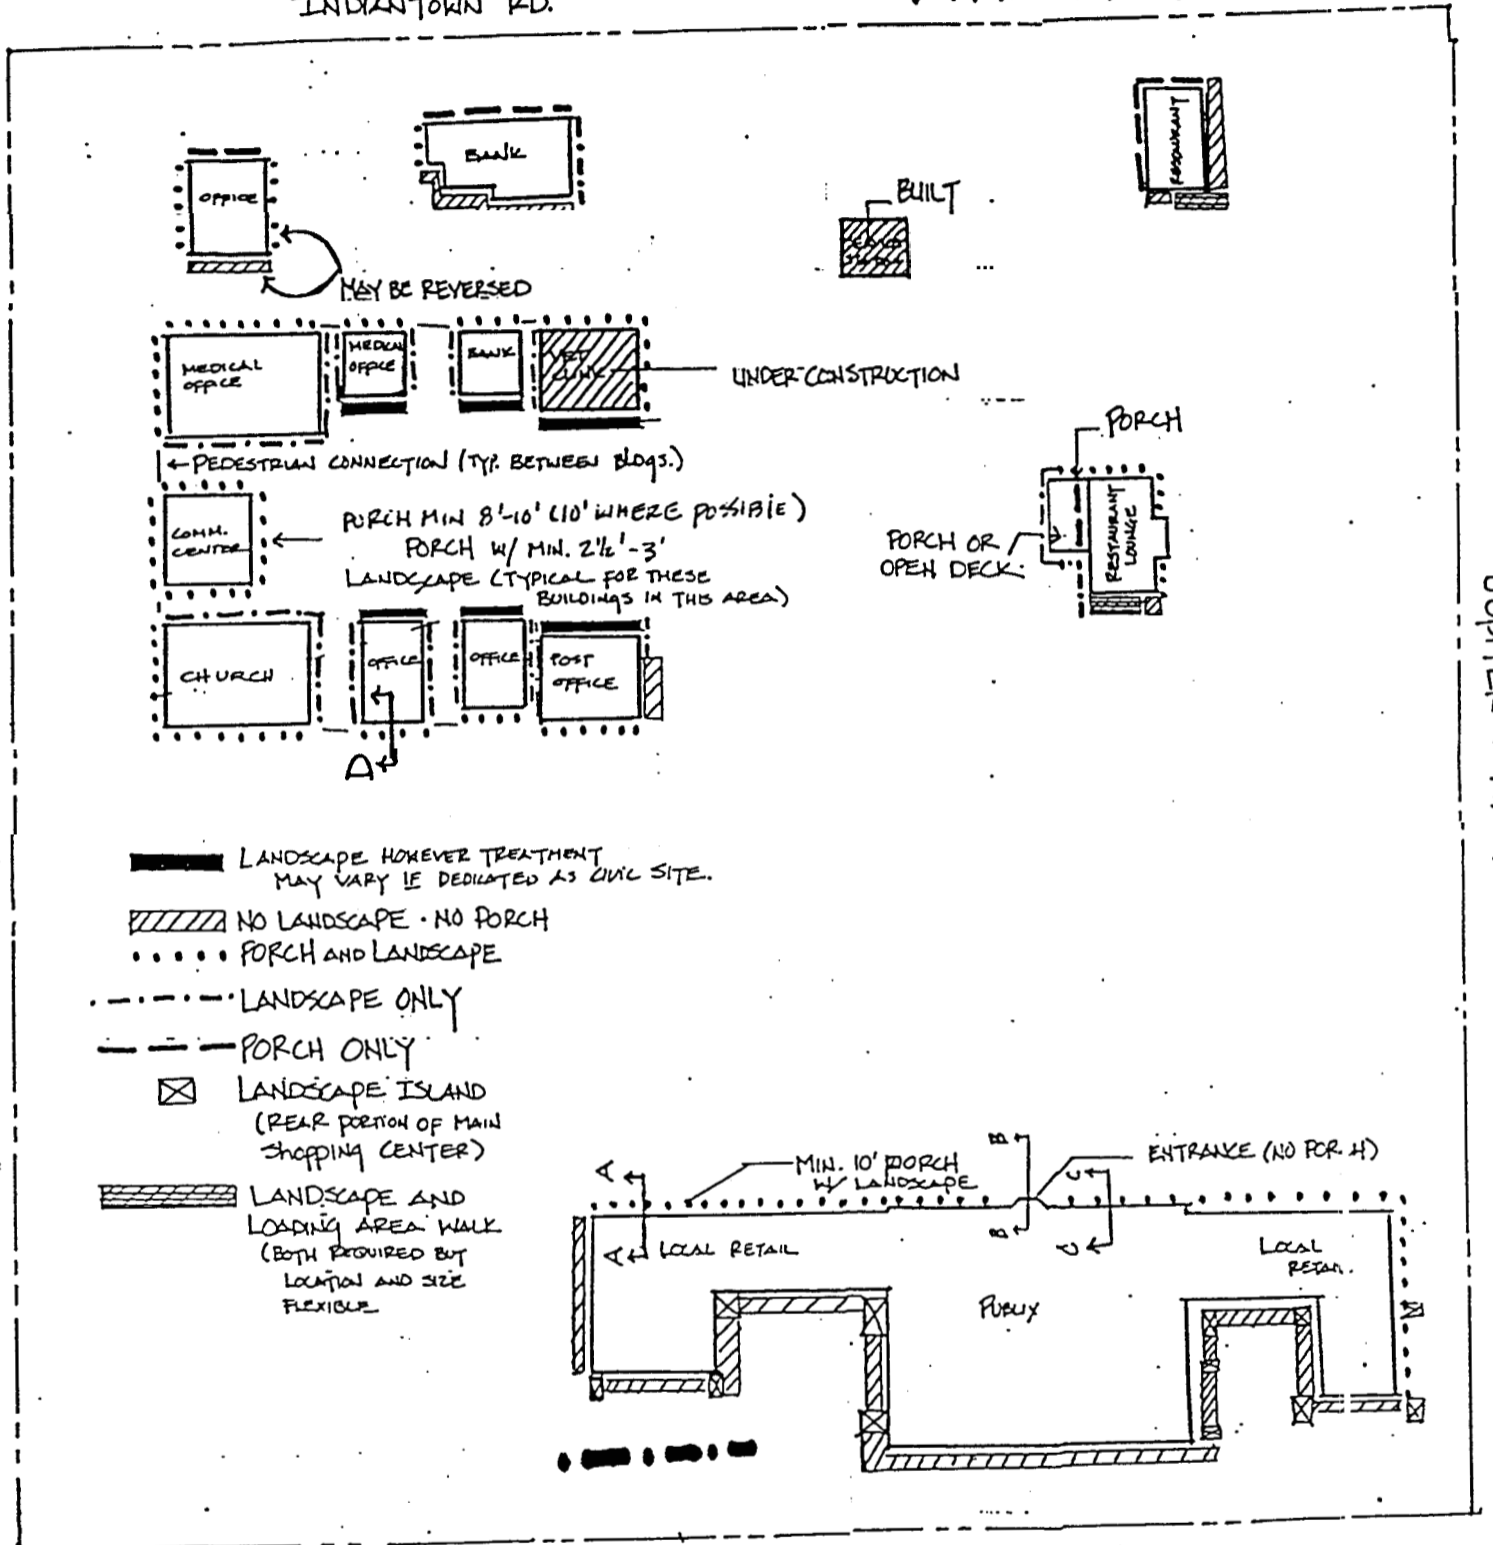 INDIANTOWN RD.
RESTAURANT
BANK
OFFICE
BUILT
MAY BE REVERSED
MEDICAL
OFFICE
MEDICAL
OFFICE
BANK
VET
CLINIC
UNDER CONSTRUCTION
PORCH
← PEDESTRIAN CONNECTION (TYP. BETWEEN BLDGS.)
COMM.
CENTER
PORCH MIN 8'-10' (10' WHERE POSSIBLE)
PORCH W/ MIN. 2½'-3'
LANDSCAPE (TYPICAL FOR THESE
BUILDINGS IN THIS AREA)
PORCH OR
OPEN DECK
RESTAURANT
LOUNGE
CHURCH
OFFICE
OFFICE
POST
OFFICE
D
LANDSCAPE HOWEVER TREATMENT
MAY VARY IF DEDICATED AS CIVIC SITE.
NO LANDSCAPE · NO PORCH
PORCH AND LANDSCAPE
LANDSCAPE ONLY
PORCH ONLY
LANDSCAPE ISLAND
(REAR PORTION OF MAIN
SHOPPING CENTER)
LANDSCAPE AND
LOADING AREA WALK
(BOTH REQUIRED BUT
LOCATION AND SIZE
FLEXIBLE
A
MIN. 10' PORCH
W/ LANDSCAPE
B
C
ENTRANCE (NO PORCH)
A
LOCAL RETAIL
B
C
LOCAL
RETAIL.
PUBLIX